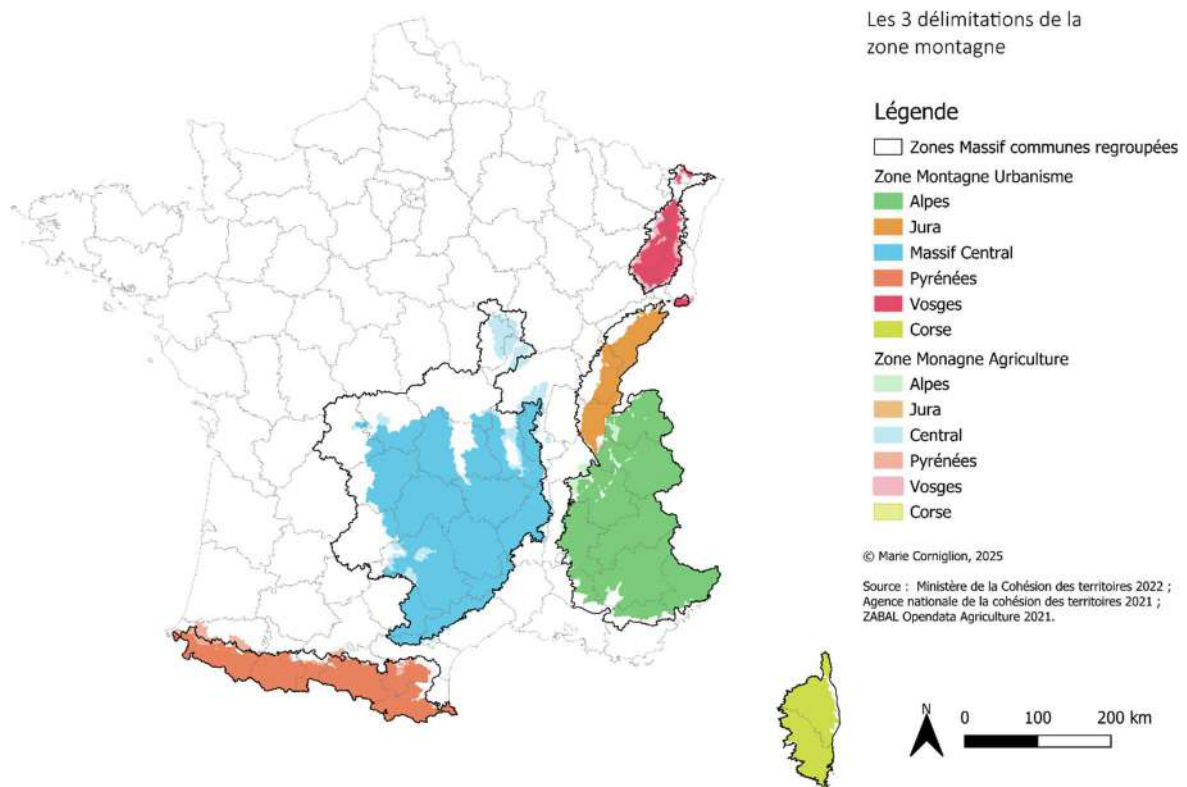 Les 3 délimitations de la
zone montagne
Légende
Zones Massif communes regroupées
Zone Montagne Urbanisme
Alpes
Jura
Massif Central
Pyrénées
Vosges
Corse
Zone Monagne Agriculture
Alpes
Jura
Central
Pyrénées
Vosges
Corse
© Marie Corniglion, 2025
Source : Ministère de la Cohésion des territoires 2022 ;
Agence nationale de la cohésion des territoires 2021 ;
ZABAL Opendata Agriculture 2021.
N
0 100 200 km